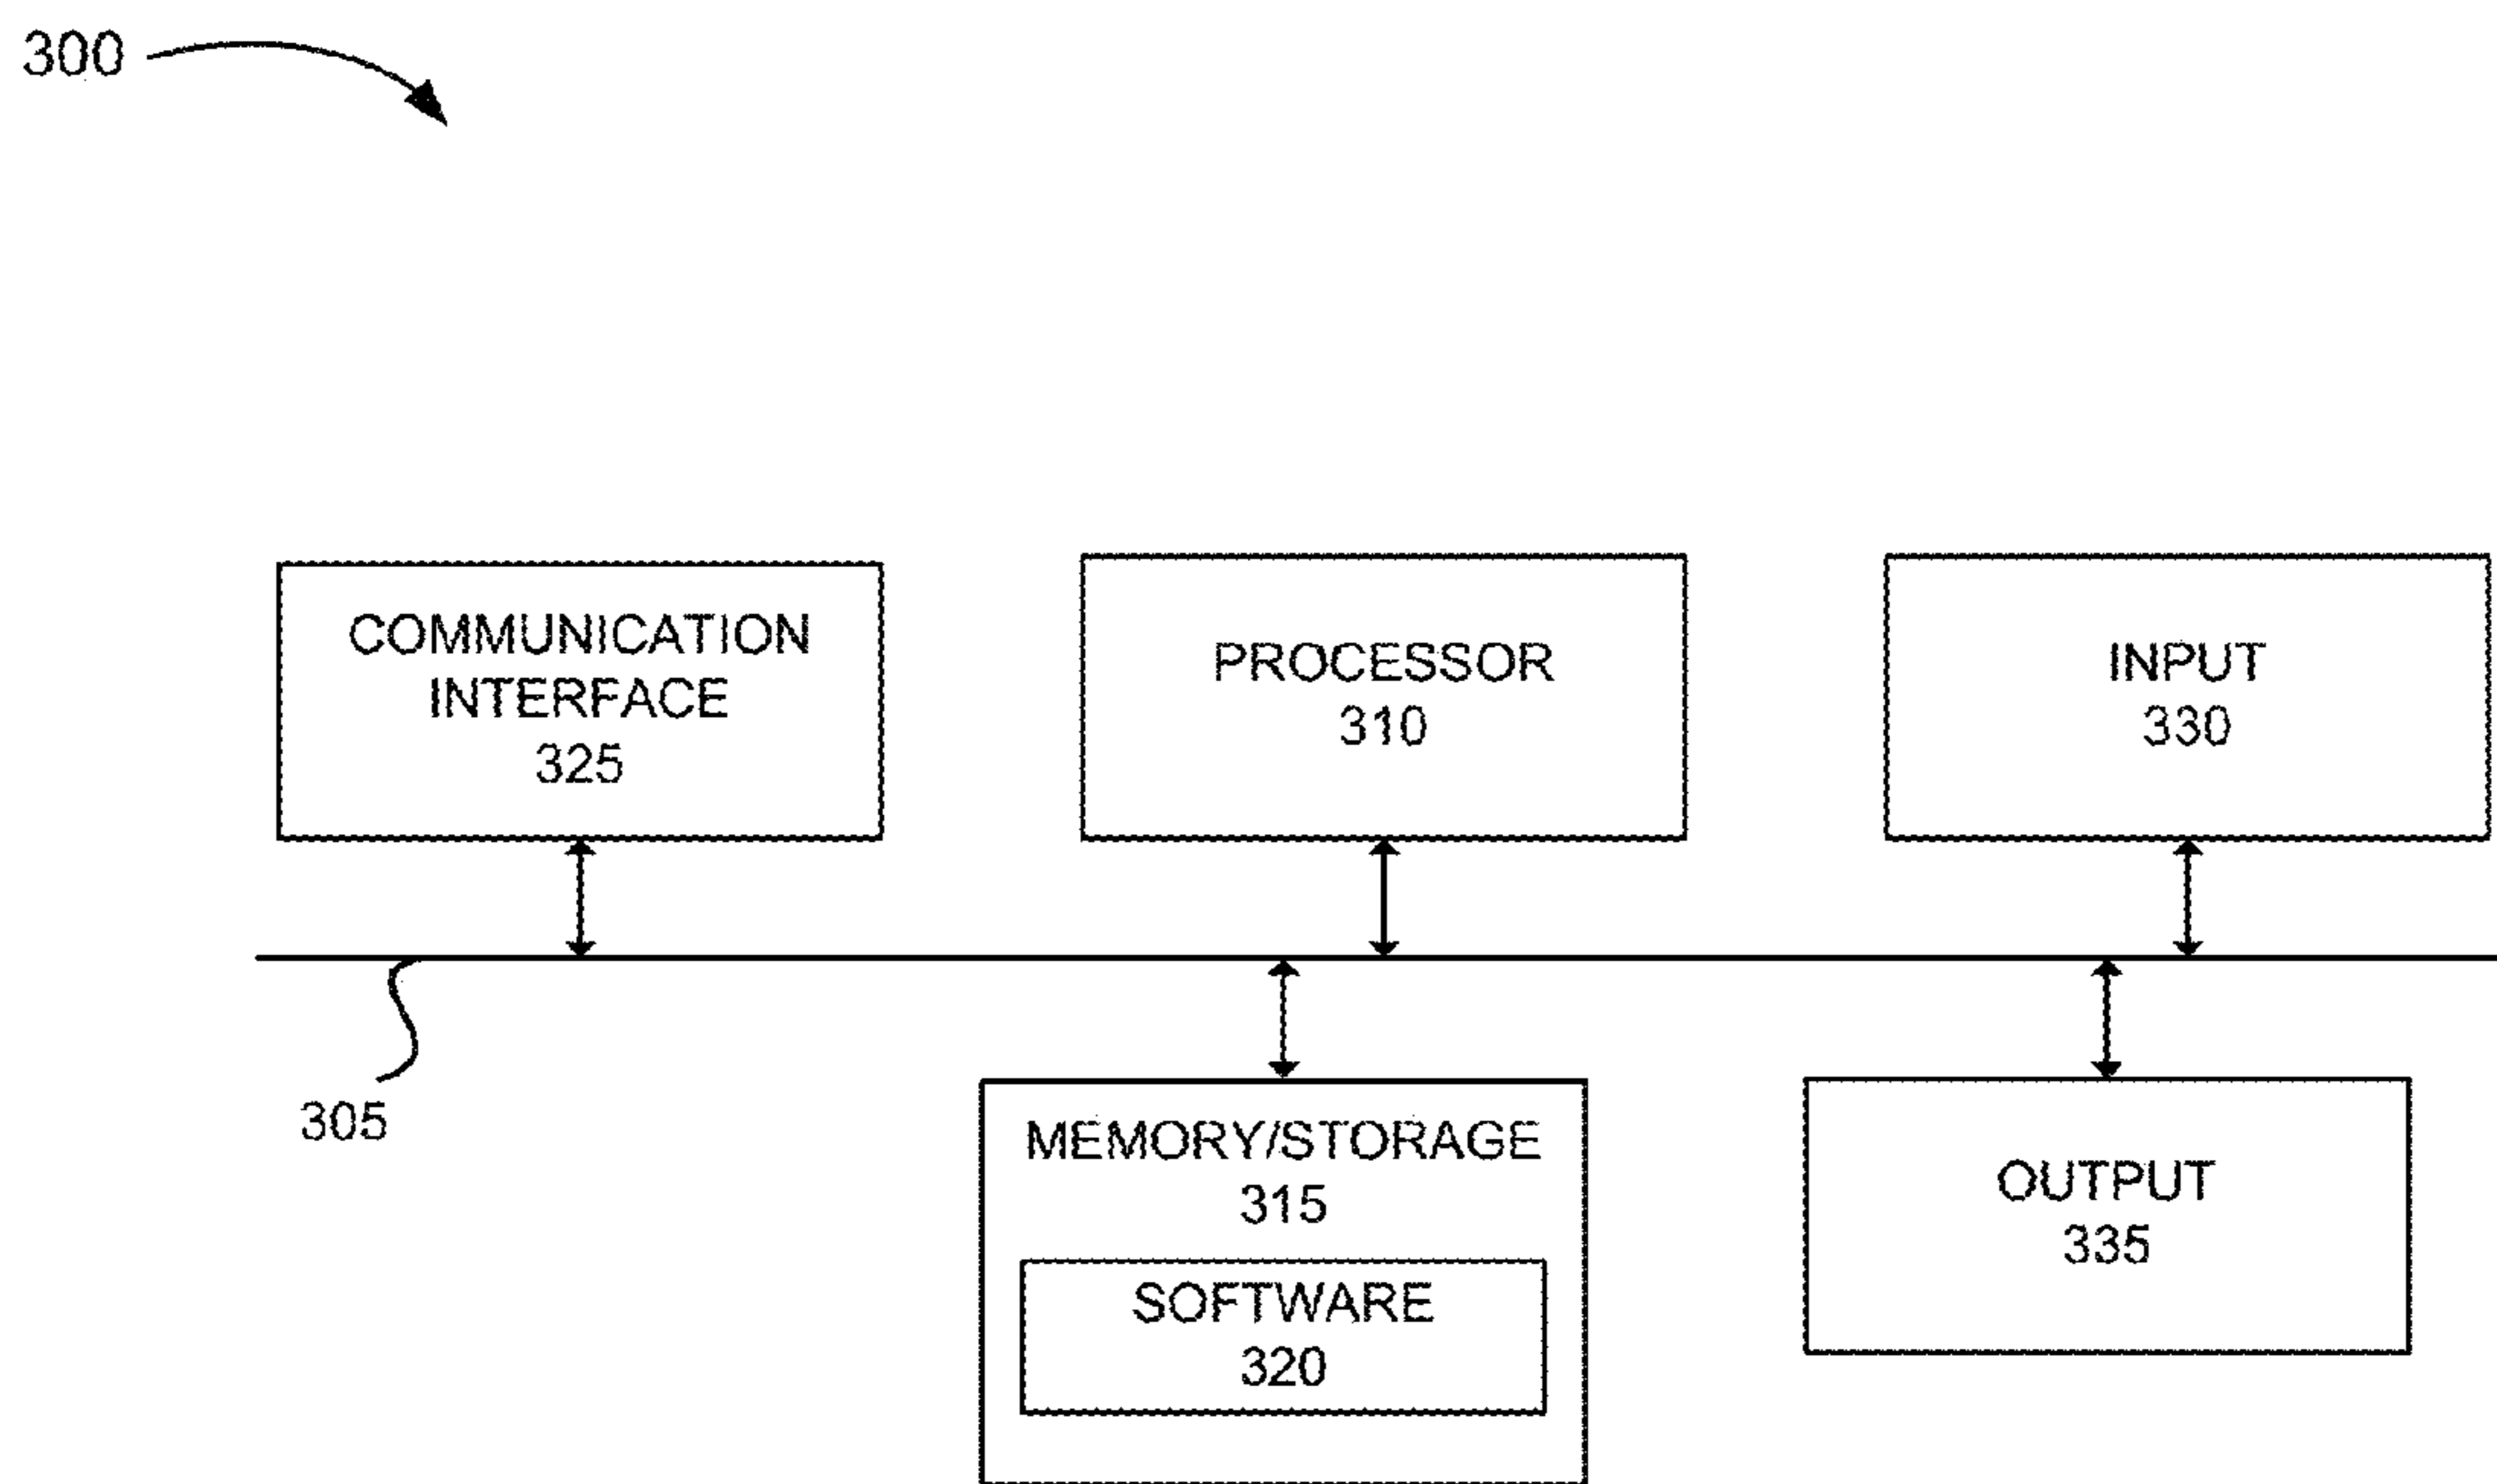 300
COMMUNICATION
INTERFACE
325
PROCESSOR
310
INPUT
330
305
MEMORY/STORAGE
315
SOFTWARE
320
OUTPUT
335